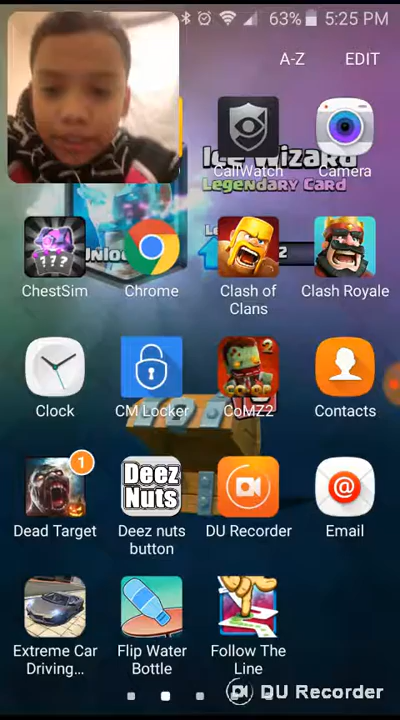 63% 5:25 PM
A-Z EDIT
Ice Wizard
CallWatch Camera
Legendary Card
???
ChestSim Chrome Clash of Clans Clash Royale
2
Clock CM Locker CoMZ2 Contacts
1
Deez Nuts
Dead Target Deez nuts button DU Recorder Email
@
Extreme Car Driving... Flip Water Bottle Follow The Line
DU Recorder